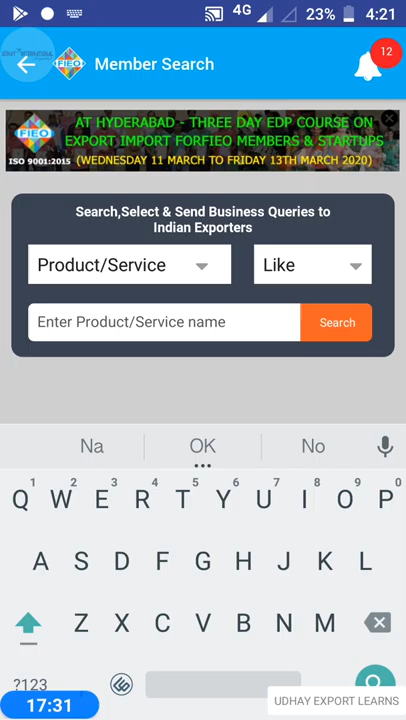 4G 23% 4:21
FIEO
Member Search
12
FIEO
ISO 9001:2015
AT HYDERABAD - THREE DAY EDP COURSE ON
EXPORT IMPORT FORFIEO MEMBERS & STARTUPS
(WEDNESDAY 11 MARCH TO FRIDAY 13TH MARCH 2020)
Search,Select & Send Business Queries to
Indian Exporters
Product/Service
Like
Enter Product/Service name
Search
Na OK No
1 2 3 4 5 6 7 8 9 0
Q W E R T Y U I O P
A S D F G H J K L
Z X C V B N M
?123
17:31
UDHAY EXPORT LEARNS